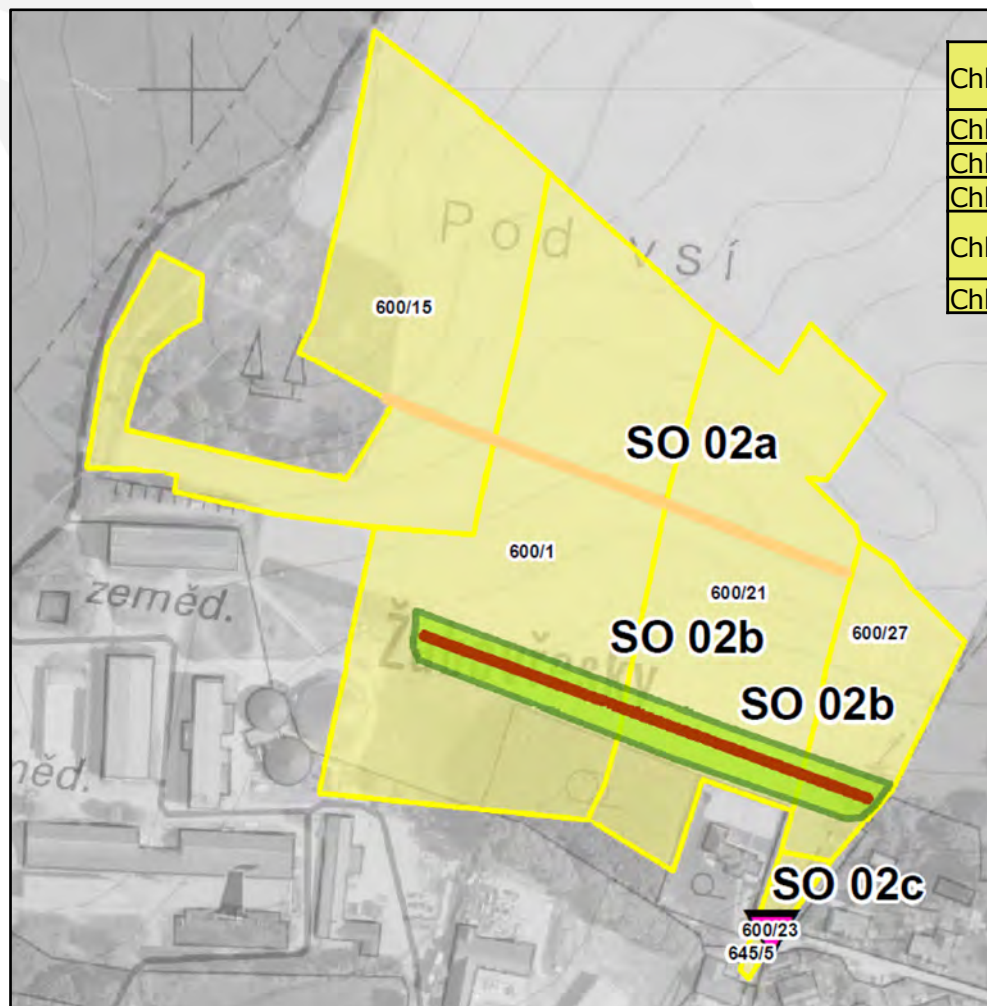 Chl
Chl
Chl
Chl
Chl
Chl
Pod vsí
600/15
SO 02a
600/1
600/21
zeměd.
600/27
SO 02b
SO 02b
měd.
SO 02c
600/23
645/5